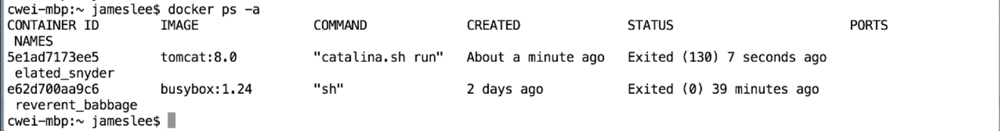 cwei-mbp:~ jameslee$ docker ps -a
CONTAINER ID        IMAGE               COMMAND             CREATED              STATUS                       PORTS
 NAMES
5e1ad7173ee5        tomcat:8.0          "catalina.sh run"   About a minute ago   Exited (130) 7 seconds ago
 elated_snyder
e62d700aa9c6        busybox:1.24        "sh"                2 days ago           Exited (0) 39 minutes ago
 reverent_babbage
cwei-mbp:~ jameslee$